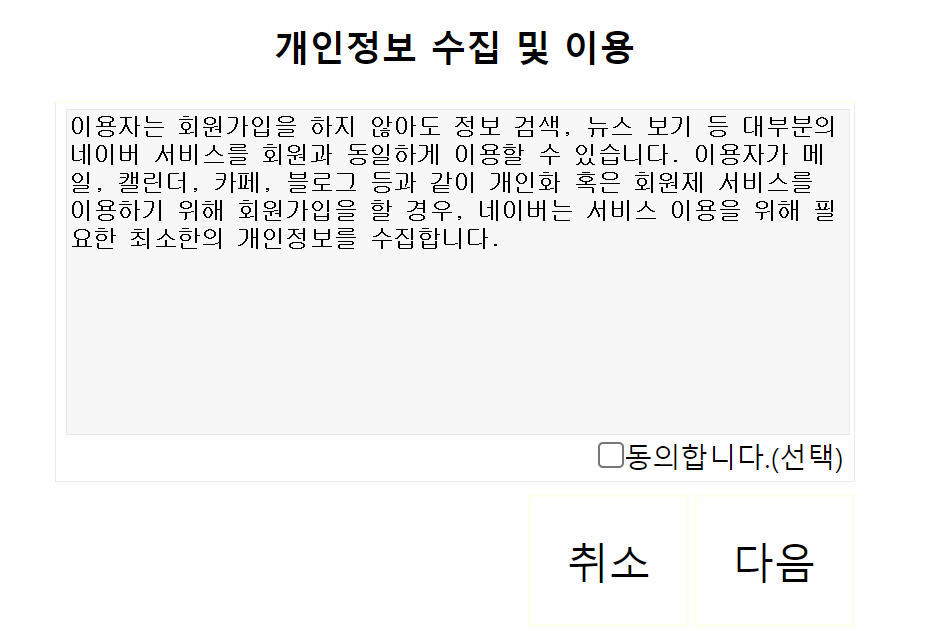 개인정보 수집 및 이용
이용자는 회원가입을 하지 않아도 정보 검색, 뉴스 보기 등 대부분의
네이버 서비스를 회원과 동일하게 이용할 수 있습니다. 이용자가 메
일, 캘린더, 카페, 블로그 등과 같이 개인화 혹은 회원제 서비스를
이용하기 위해 회원가입을 할 경우, 네이버는 서비스 이용을 위해 필
요한 최소한의 개인정보를 수집합니다.
동의합니다.(선택)
취소 다음